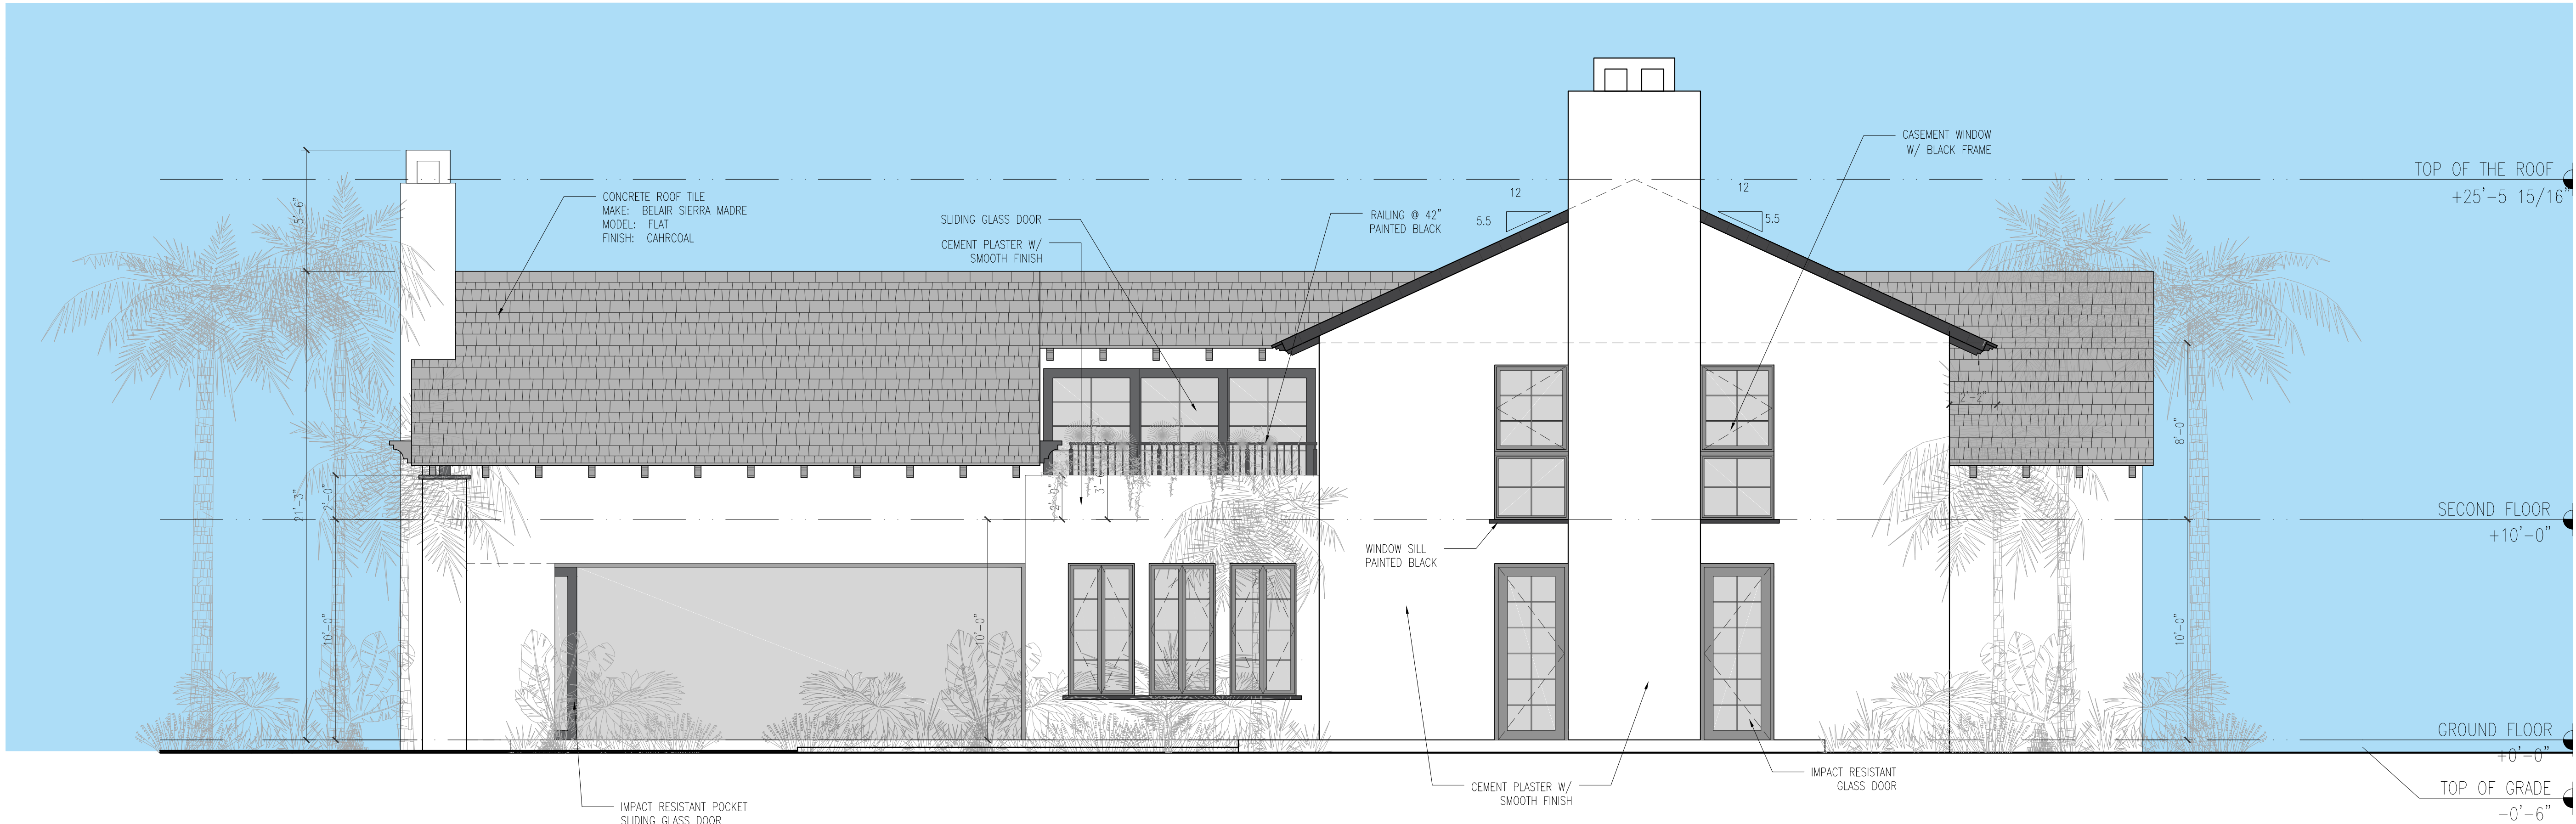 CONCRETE ROOF TILE
MAKE: BELAIR SIERRA MADRE
MODEL: FLAT
FINISH: CAHRCOAL
SLIDING GLASS DOOR
CEMENT PLASTER W/
SMOOTH FINISH
RAILING @ 42"
PAINTED BLACK
12
5.5
12
5.5
CASEMENT WINDOW
W/ BLACK FRAME
TOP OF THE ROOF
+25'-5 15/16"
5'-6"
21'-3"
2'-0"
10'-0"
2'-0"
3'-6"
10'-0"
2'-2"
8'-0"
10'-0"
SECOND FLOOR
+10'-0"
WINDOW SILL
PAINTED BLACK
GROUND FLOOR
+0'-0"
TOP OF GRADE
-0'-6"
IMPACT RESISTANT POCKET
SLIDING GLASS DOOR
CEMENT PLASTER W/
SMOOTH FINISH
IMPACT RESISTANT
GLASS DOOR